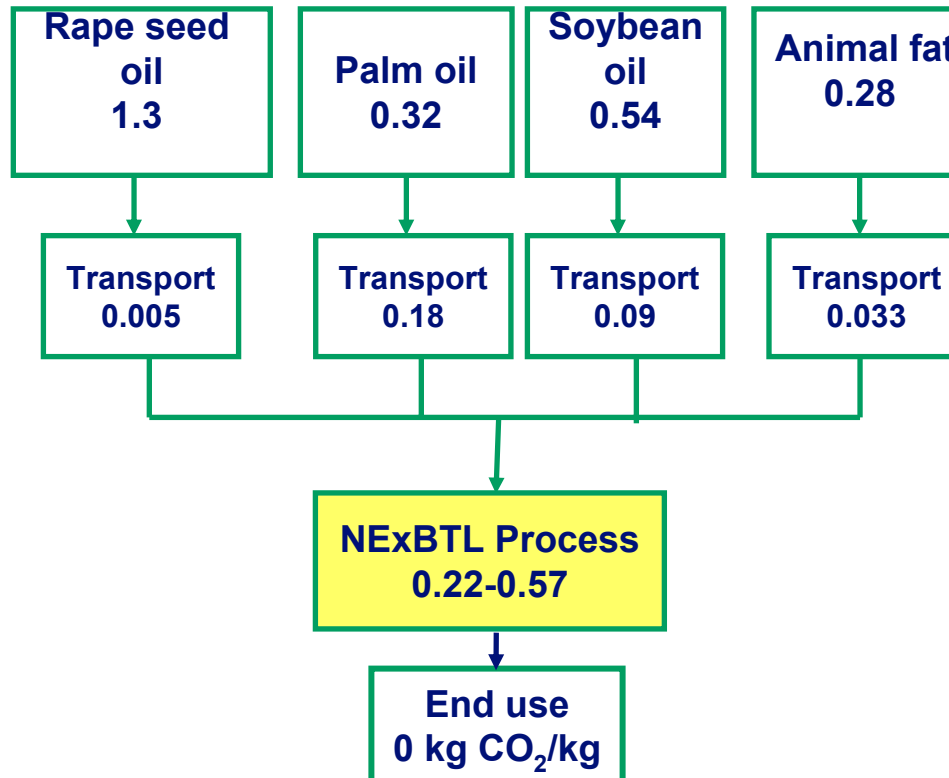 Rape seed
oil
1.3
Palm oil
0.32
Soybean
oil
0.54
Animal fat
0.28
Transport
0.005
Transport
0.18
Transport
0.09
Transport
0.033
NExBTL Process
0.22-0.57
End use
0 kg CO₂/kg